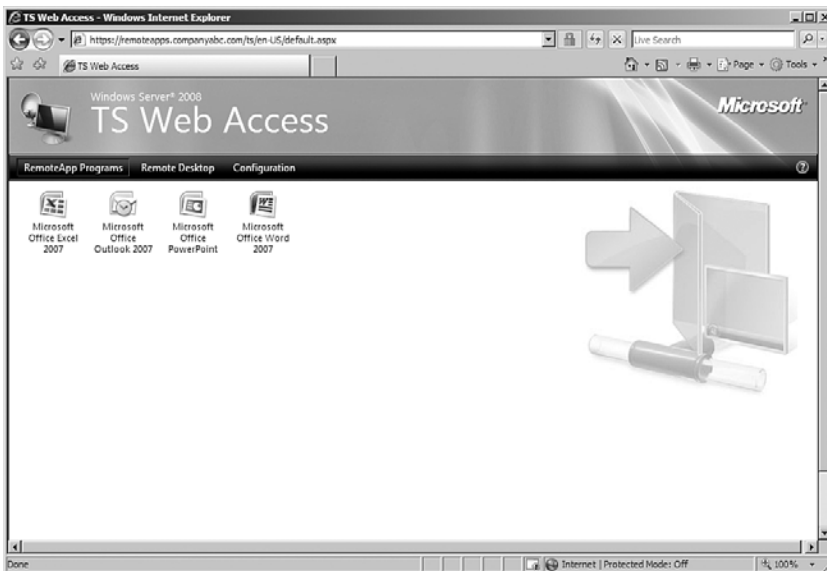 TS Web Access - Windows Internet Explorer
https://remoteapps.companyabc.com/ts/en-US/default.aspx
Live Search
TS Web Access
Page
Tools
Windows Server® 2008
TS Web Access
Microsoft
RemoteApp Programs
Remote Desktop
Configuration
Microsoft
Office Excel
2007
Microsoft
Office
Outlook 2007
Microsoft
Office
PowerPoint
Microsoft
Office Word
2007
Done
Internet | Protected Mode: Off
100%